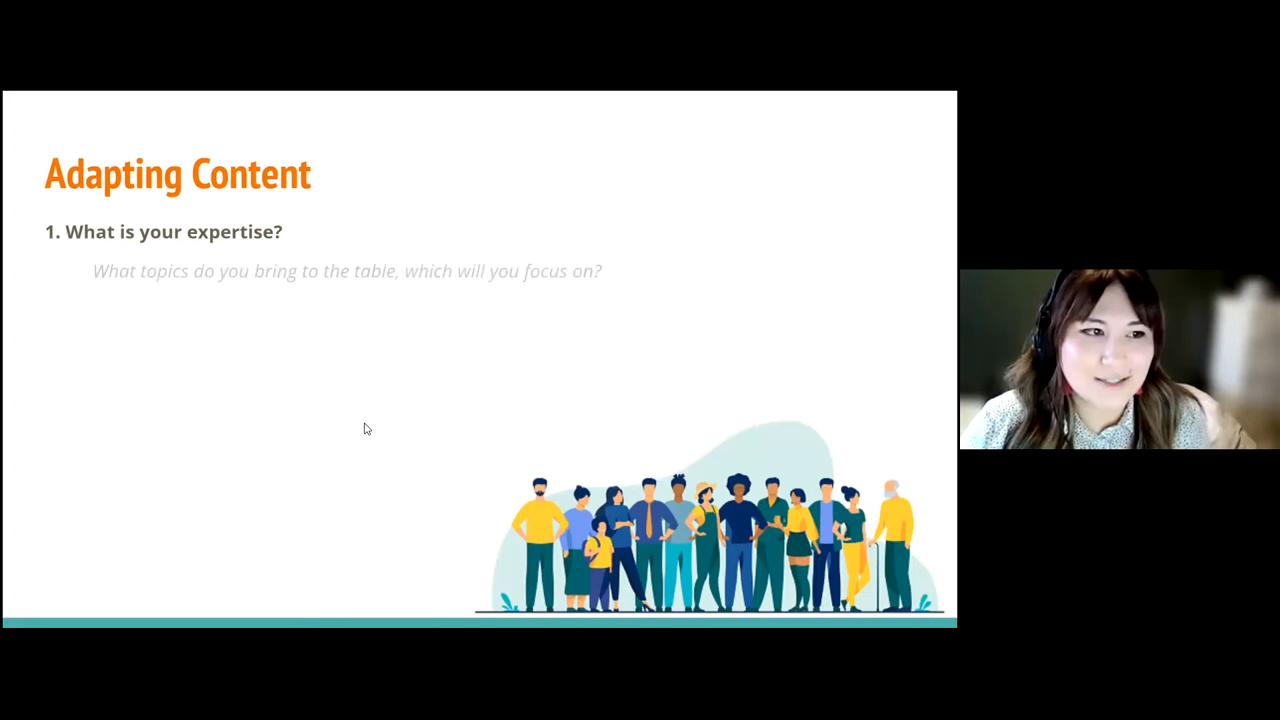 Adapting Content
1. What is your expertise?
What topics do you bring to the table, which will you focus on?